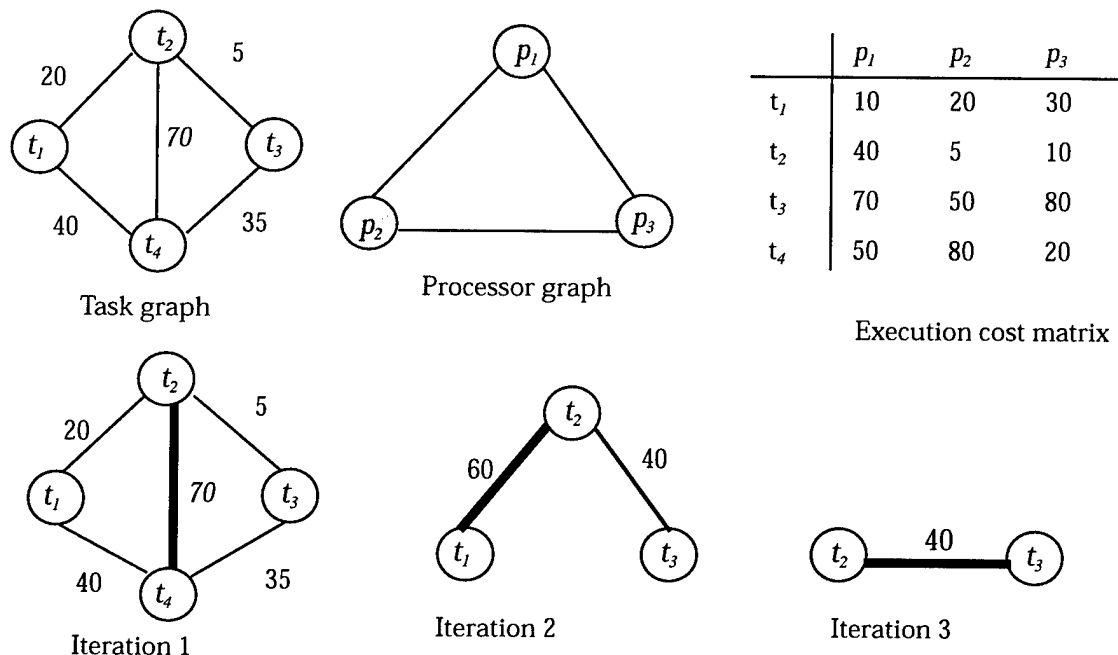 t2
20
5
t1
70
t3
40
35
t4
Task graph
p1
p2
p3
Processor graph
p1 p2 p3
t1 10 20 30
t2 40 5 10
t3 70 50 80
t4 50 80 20
Execution cost matrix
t2
20
5
t1
70
t3
40
35
t4
Iteration 1
t2
60
40
t1
t3
Iteration 2
t2
40
t3
Iteration 3